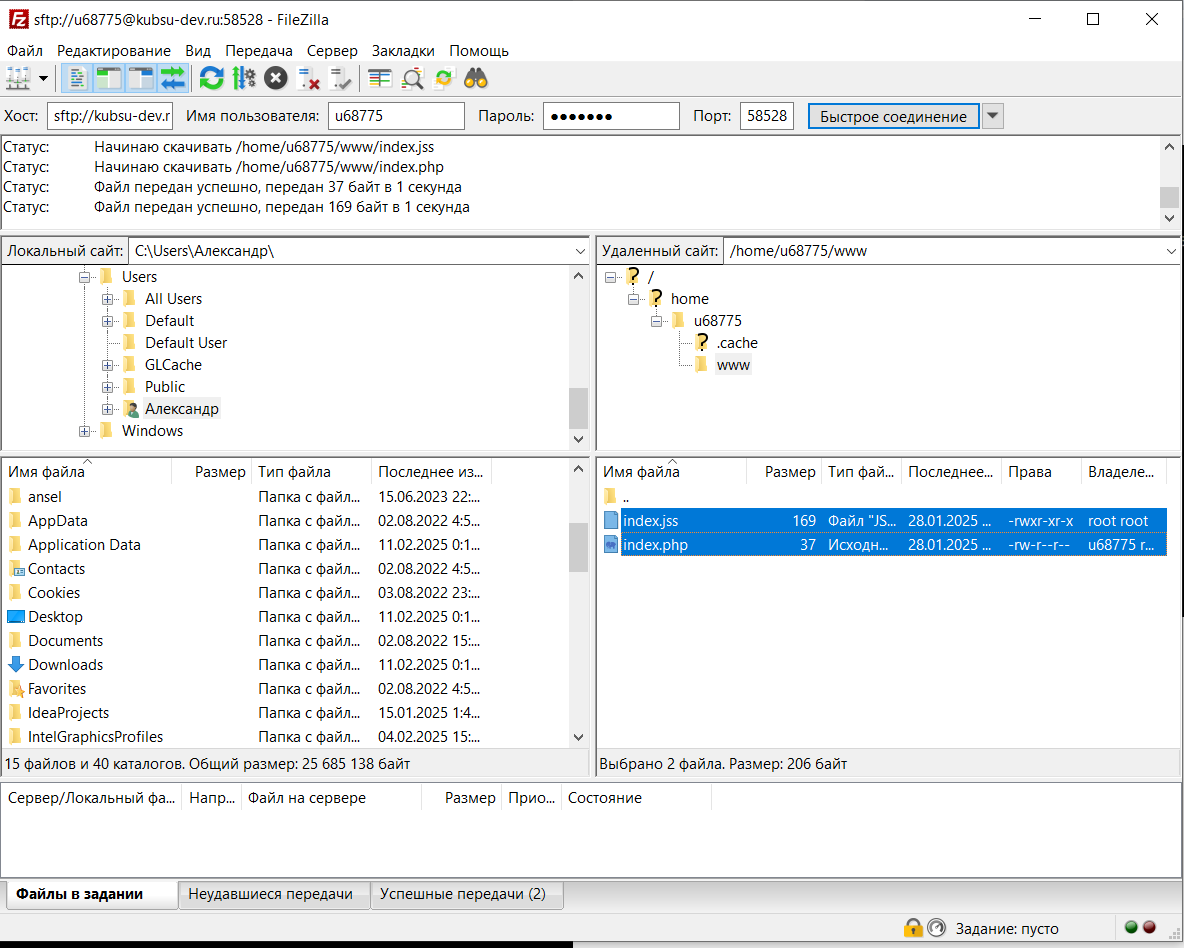 sftp://u68775@kubsu-dev.ru:58528 - FileZilla
Файл Редактирование Вид Передача Сервер Закладки Помощь
Хост: sftp://kubsu-dev.r Имя пользователя: u68775 Пароль: ●●●●●●● Порт: 58528 Быстрое соединение
Статус: Начинаю скачивать /home/u68775/www/index.jss
Статус: Начинаю скачивать /home/u68775/www/index.php
Статус: Файл передан успешно, передан 37 байт в 1 секунда
Статус: Файл передан успешно, передан 169 байт в 1 секунда
Локальный сайт: C:\Users\Александр\
Users
All Users
Default
Default User
GLCache
Public
Александр
Windows
Удаленный сайт: /home/u68775/www
/
home
u68775
.cache
www
Имя файла Размер Тип файла Последнее из...
ansel Папка с файл... 15.06.2023 22:...
AppData Папка с файл... 02.08.2022 4:5...
Application Data Папка с файл... 11.02.2025 0:1...
Contacts Папка с файл... 02.08.2022 4:5...
Cookies Папка с файл... 03.08.2022 23:...
Desktop Папка с файл... 11.02.2025 0:1...
Documents Папка с файл... 02.08.2022 15:...
Downloads Папка с файл... 11.02.2025 0:1...
Favorites Папка с файл... 02.08.2022 4:5...
IdeaProjects Папка с файл... 15.01.2025 1:4...
IntelGraphicsProfiles Папка с файл... 04.02.2025 15:...
15 файлов и 40 каталогов. Общий размер: 25 685 138 байт
Имя файла Размер Тип фай... Последнее... Права Владеле...
..
index.jss 169 Файл "JS... 28.01.2025 ... -rwxr-xr-x root root
index.php 37 Исходн... 28.01.2025 ... -rw-r--r-- u68775 r...
Выбрано 2 файла. Размер: 206 байт
Сервер/Локальный фа... Напр... Файл на сервере Размер Прио... Состояние
Файлы в задании Неудавшиеся передачи Успешные передачи (2)
Задание: пусто